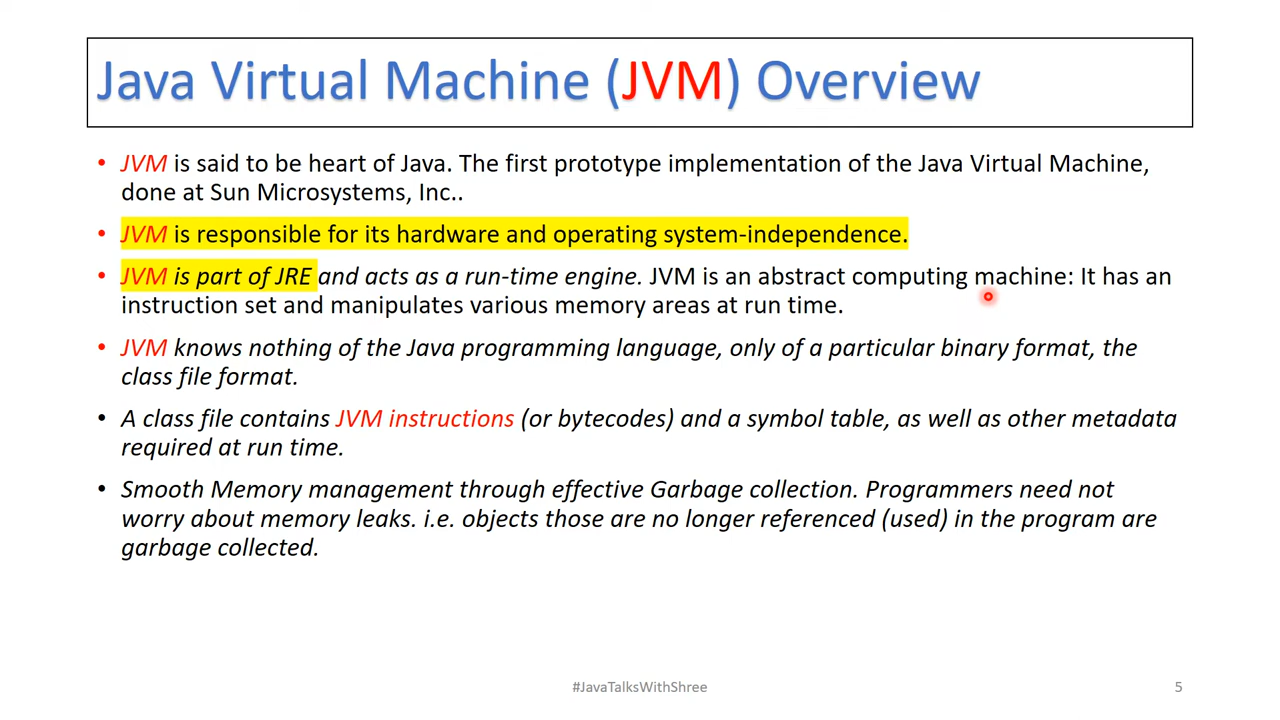 Java Virtual Machine (JVM) Overview
• JVM is said to be heart of Java. The first prototype implementation of the Java Virtual Machine,
done at Sun Microsystems, Inc..
• JVM is responsible for its hardware and operating system-independence.
• JVM is part of JRE and acts as a run-time engine. JVM is an abstract computing machine: It has an
instruction set and manipulates various memory areas at run time.
• JVM knows nothing of the Java programming language, only of a particular binary format, the
class file format.
• A class file contains JVM instructions (or bytecodes) and a symbol table, as well as other metadata
required at run time.
• Smooth Memory management through effective Garbage collection. Programmers need not
worry about memory leaks. i.e. objects those are no longer referenced (used) in the program are
garbage collected.
#JavaTalksWithShree
5